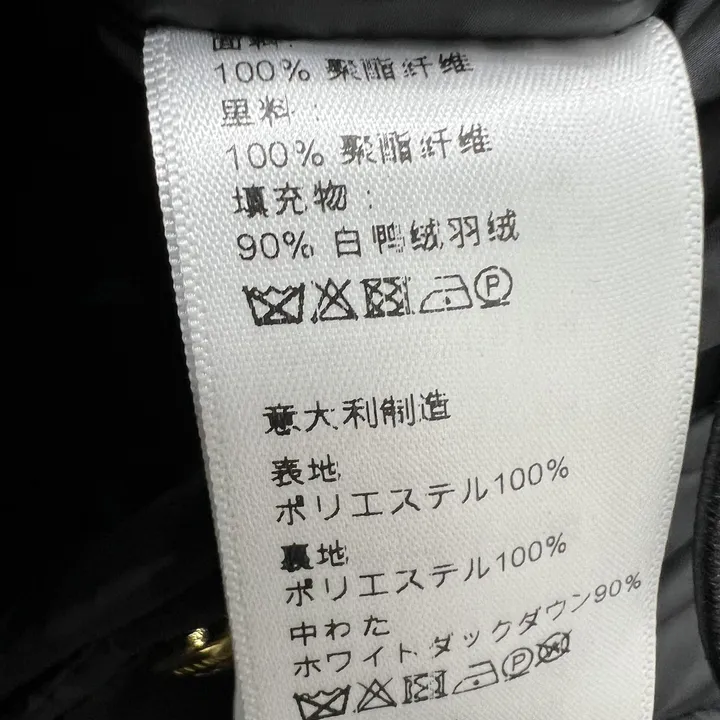 面料:
100% 聚酯纤维
里料:
100% 聚酯纤维
填充物:
90% 白鸭绒羽绒
P
意大利制造
表地
ポリエステル100%
裏地
ポリエステル100%
中わた
ホワイトダックダウン90%
P